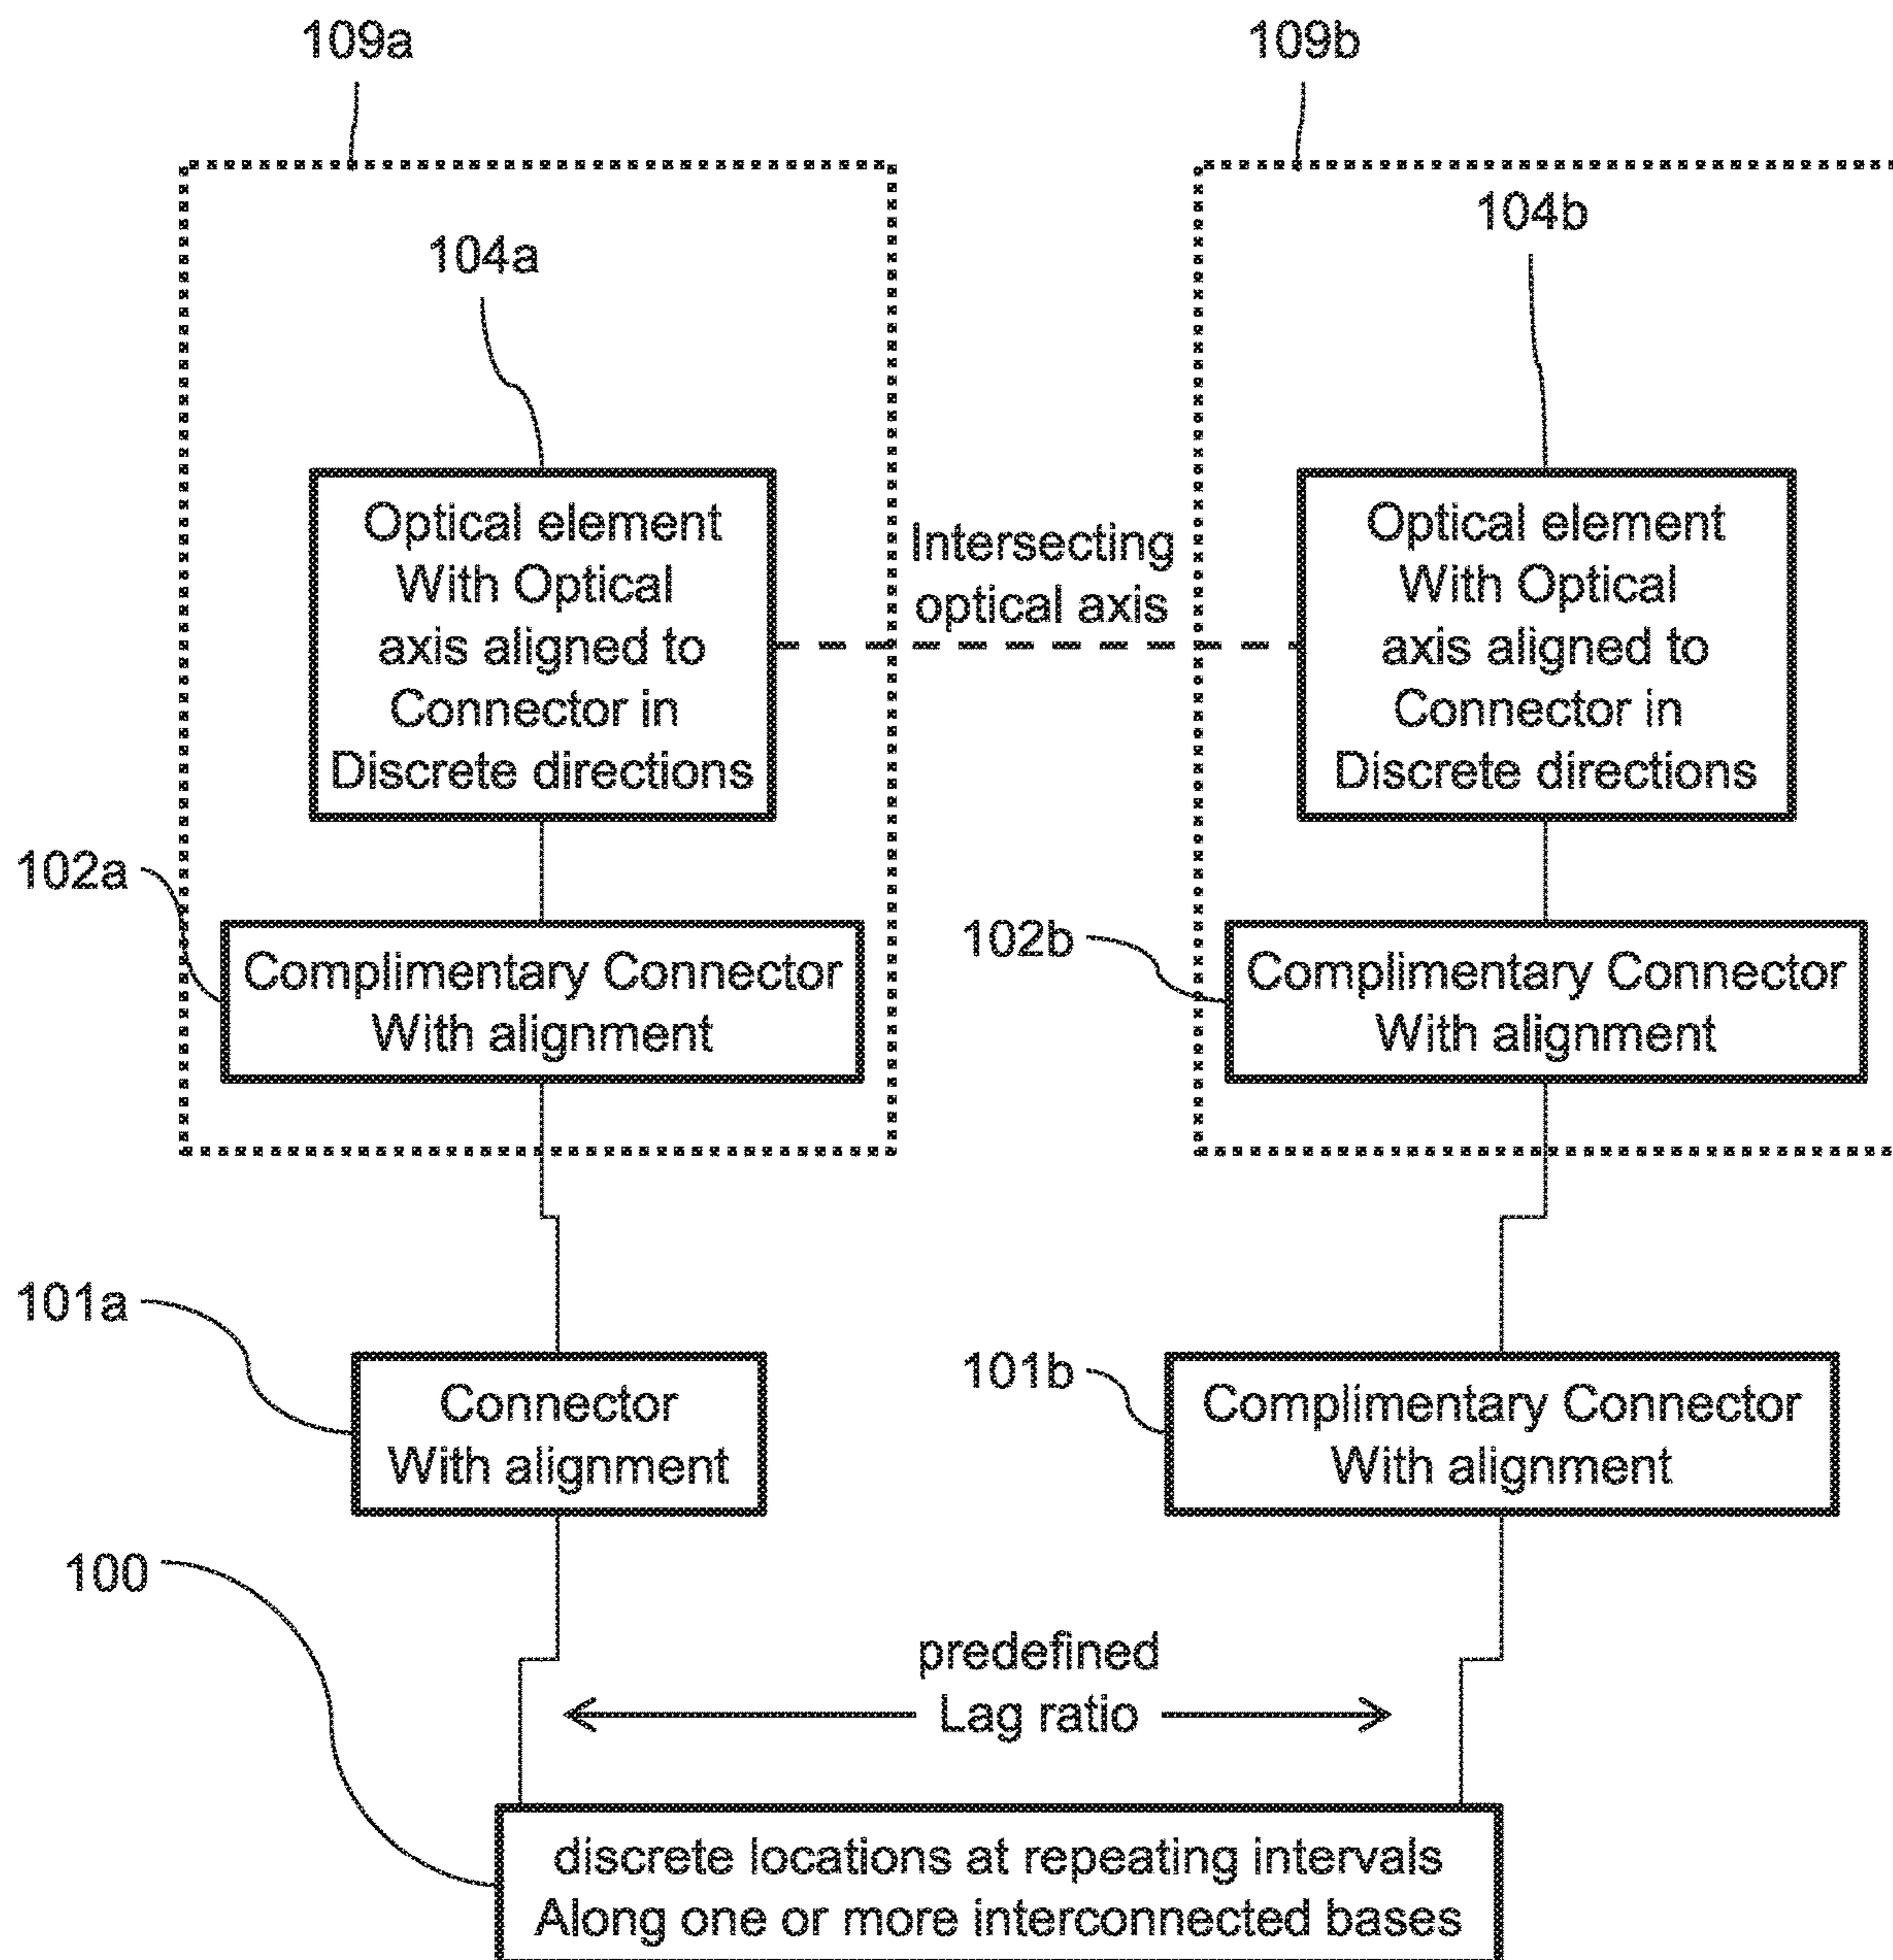 109a
109b
104a
104b
Optical element
With Optical
axis aligned to
Connector in
Discrete directions
Intersecting
optical axis
Optical element
With Optical
axis aligned to
Connector in
Discrete directions
102a
Complimentary Connector
With alignment
102b
Complimentary Connector
With alignment
101a
Connector
With alignment
101b
Complimentary Connector
With alignment
100
predefined
Lag ratio
discrete locations at repeating intervals
Along one or more interconnected bases